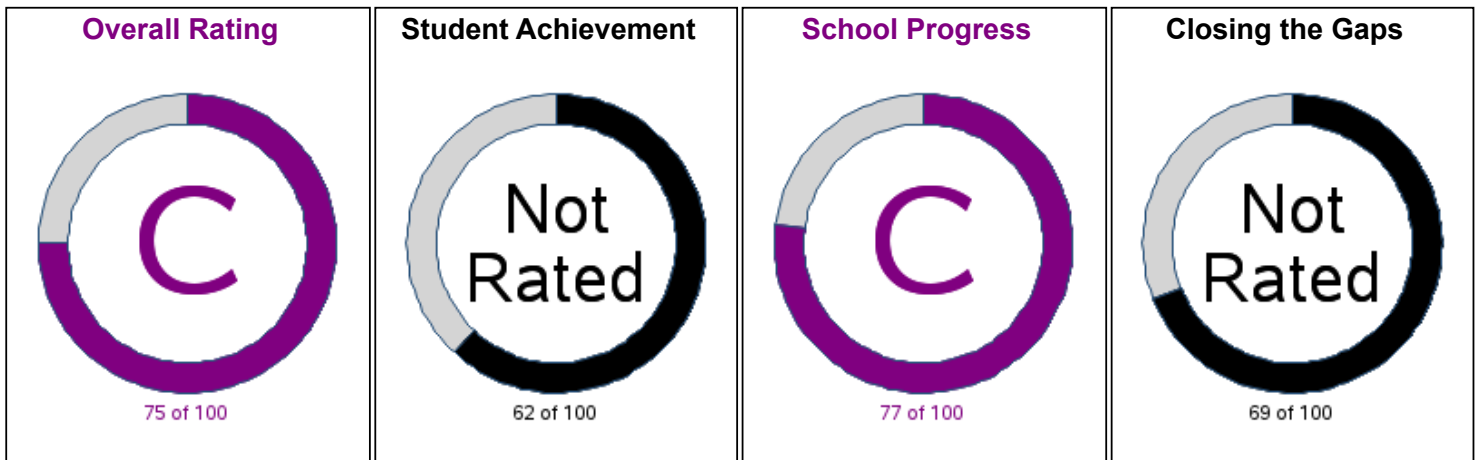 Overall Rating
C
75 of 100
Student Achievement
Not
Rated
62 of 100
School Progress
C
77 of 100
Closing the Gaps
Not
Rated
69 of 100